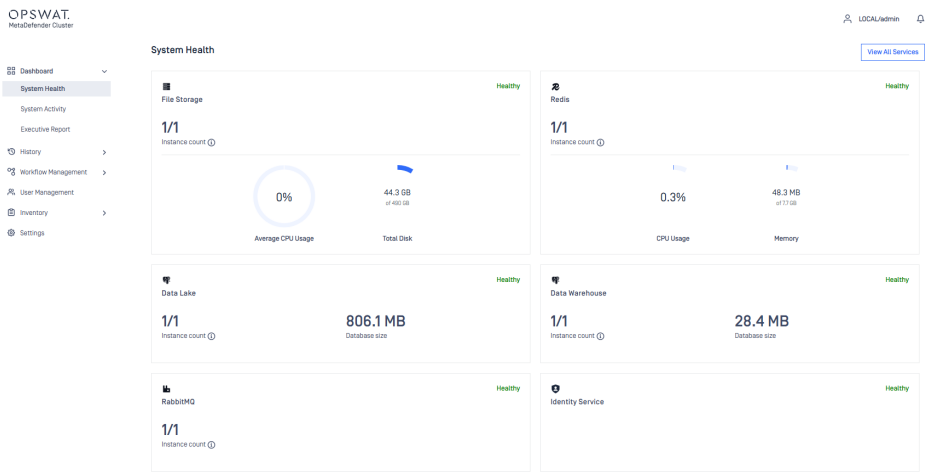 OPSWAT.
MetaDefender Cluster
LOCAL/admin
System Health
View All Services
Dashboard
System Health
System Activity
Executive Report
History
Workflow Management
User Management
Inventory
Settings
Healthy
File Storage
1/1
Instance count
0%
44.3 GB
of 490 GB
Average CPU Usage
Total Disk
Healthy
Redis
1/1
Instance count
0.3%
48.3 MB
of 7.7 GB
CPU Usage
Memory
Healthy
Data Lake
1/1
Instance count
806.1 MB
Database size
Healthy
Data Warehouse
1/1
Instance count
28.4 MB
Database size
Healthy
RabbitMQ
1/1
Instance count
Healthy
Identity Service